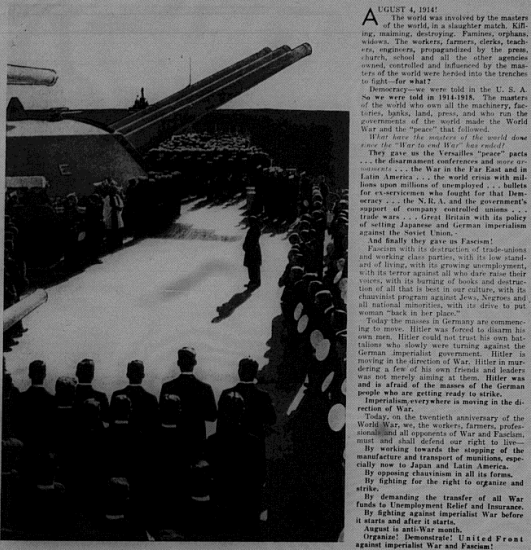 AUGUST 4, 1914!
The world was involved by the masters
of the world, in a slaughter match. Kill-
ing, maiming, destroying. Famines, orphans,
widows. The workers, farmers, clerks, teach-
ers, engineers, propagandized by the press,
church, school and all the other agencies
owned, controlled and influenced by the mas-
ters of the world were herded into the trenches
to fight—for what?
Democracy—we were told in the U. S. A.
So we were told in 1914-1918. The masters
of the world who own all the machinery, fac-
tories, banks, land, press, and who run the
governments of the world made the World
War and the "peace" that followed.
What have the masters of the world done
since the "War to end War" has ended?
They gave us the Versailles "peace" parts
. . . the disarmament conferences and more ar-
maments . . . the War in the Far East and in
Latin America . . . the world crisis with mil-
lions upon millions of unemployed . . . bullets
for ex-servicemen who fought for that Dem-
ocracy . . . the N. R. A. and the government's
support of company controlled unions . . .
trade wars . . . Great Britain with its policy
of setting Japanese and German imperialism
against the Soviet Union.
And finally they gave us Fascism!
Fascism with its destruction of trade-unions
and working class parties, with its low stand-
ard of living, with its growing unemployment,
with its terror against all who dare raise their
voices, with its burning of books and destruc-
tion of all that is best in our culture, with its
chauvinist program against Jews, Negroes and
all national minorities, with its drive to put
woman "back in her place."
Today the masses in Germany are commenc-
ing to move. Hitler was forced to disarm his
own men. Hitler could not trust his own bat-
talions who slowly were turning against the
German imperialist government. Hitler is
moving in the direction of War. Hitler in mur-
dering a few of his own friends and leaders
was not merely aiming at them. Hitler was
and is afraid of the masses of the German
people who are getting ready to strike.
Imperialism everywhere is moving in the di-
rection of War.
Today, on the twentieth anniversary of the
World War, we, the workers, farmers, profes-
sionals and all opponents of War and Fascism,
must and shall defend our right to live—
By working towards the stopping of the
manufacture and transport of munitions, espe-
cially now to Japan and Latin America.
By opposing chauvinism in all its forms.
By fighting for the right to organize and
strike.
By demanding the transfer of all War
funds to Unemployment Relief and Insurance.
By fighting against imperialist War before
it starts and after it starts.
August is anti-War month.
Organize! Demonstrate! United Front
against imperialist War and Fascism!